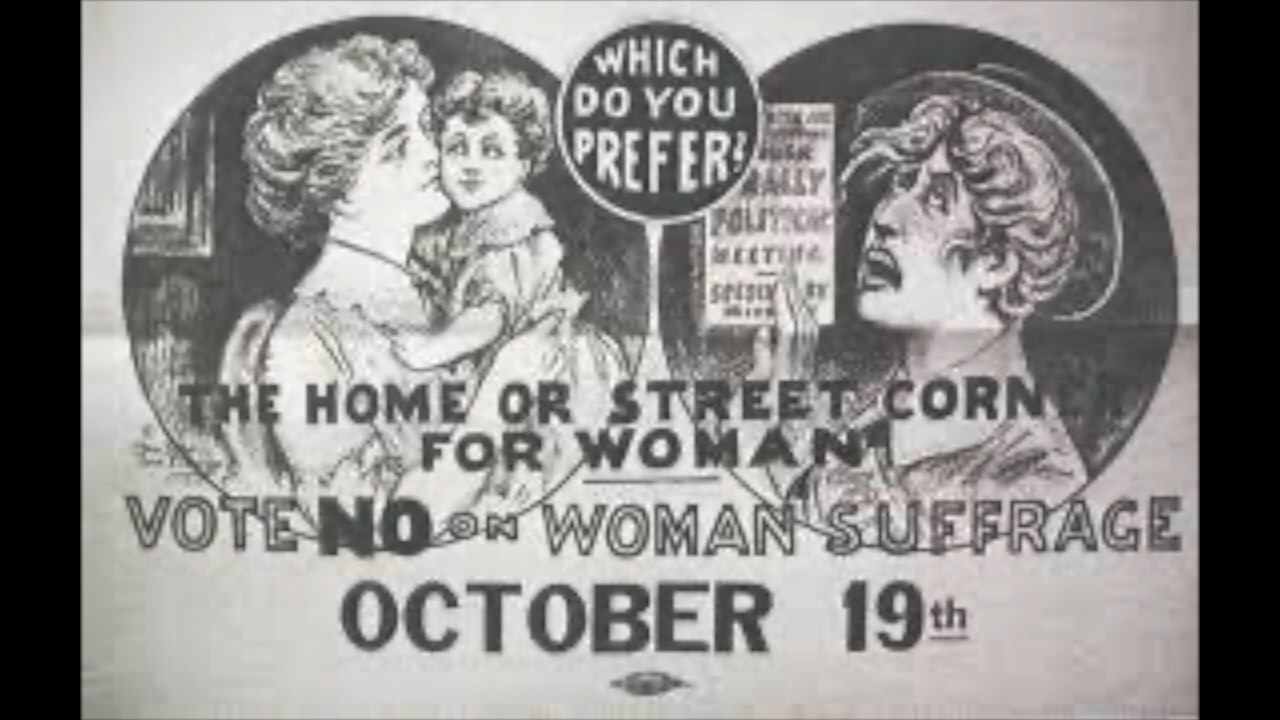 WHICH
DO YOU
PREFER?
RALLY
POLITICAL
MEETING
BY
THE HOME OR STREET CORNER
FOR WOMAN
VOTE NO ON WOMAN SUFFRAGE
OCTOBER 19th